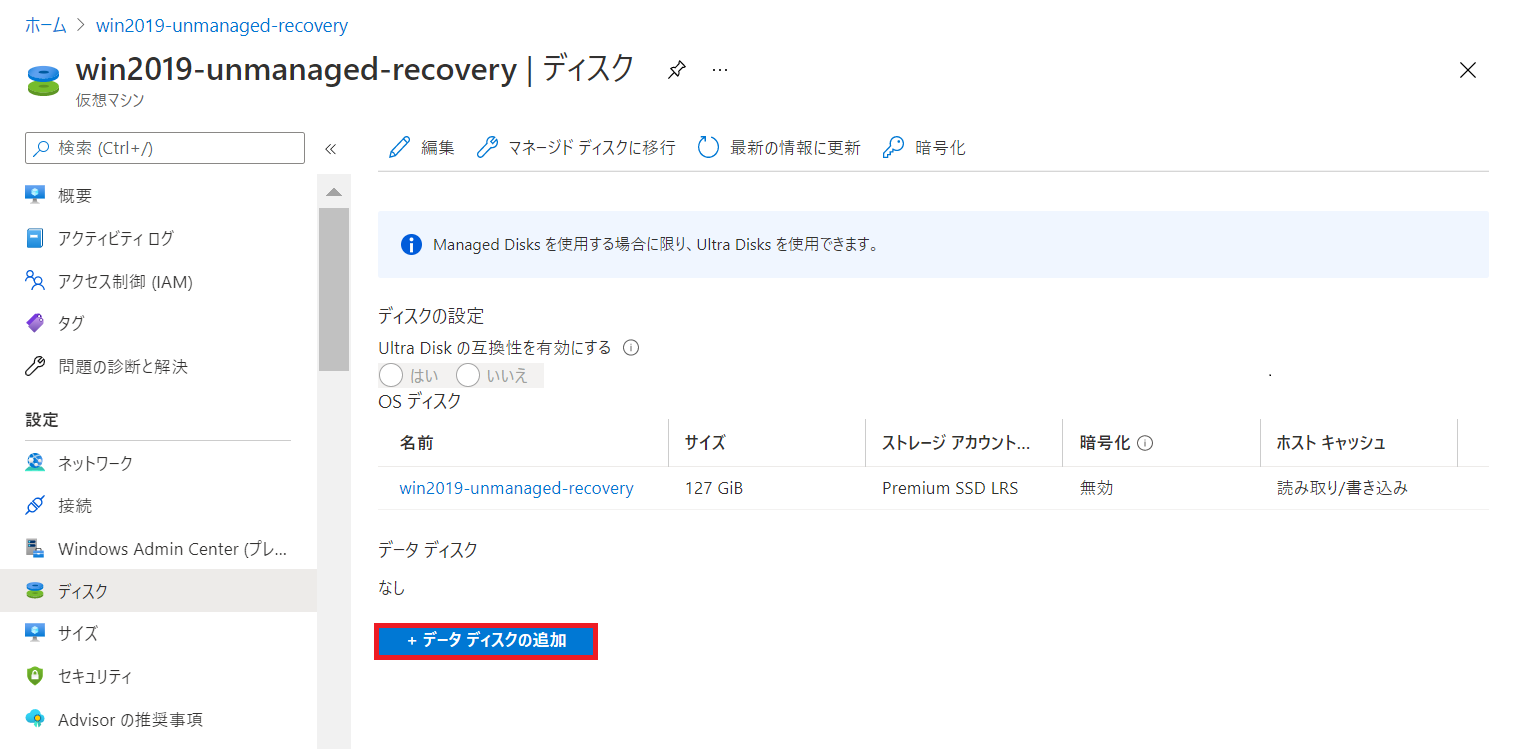 ホーム > win2019-unmanaged-recovery
win2019-unmanaged-recovery | ディスク ...
仮想マシン
検索 (Ctrl+/)
«
概要
アクティビティ ログ
アクセス制御 (IAM)
タグ
問題の診断と解決
設定
ネットワーク
接続
Windows Admin Center (プレ...
ディスク
サイズ
セキュリティ
Advisor の推奨事項
編集 マネージド ディスクに移行 最新の情報に更新 暗号化
Managed Disks を使用する場合に限り、Ultra Disks を使用できます。
ディスクの設定
Ultra Disk の互換性を有効にする
はい いいえ
OS ディスク
名前 サイズ ストレージ アカウント... 暗号化 ホスト キャッシュ
win2019-unmanaged-recovery 127 GiB Premium SSD LRS 無効 読み取り/書き込み
データ ディスク
なし
+ データ ディスクの追加